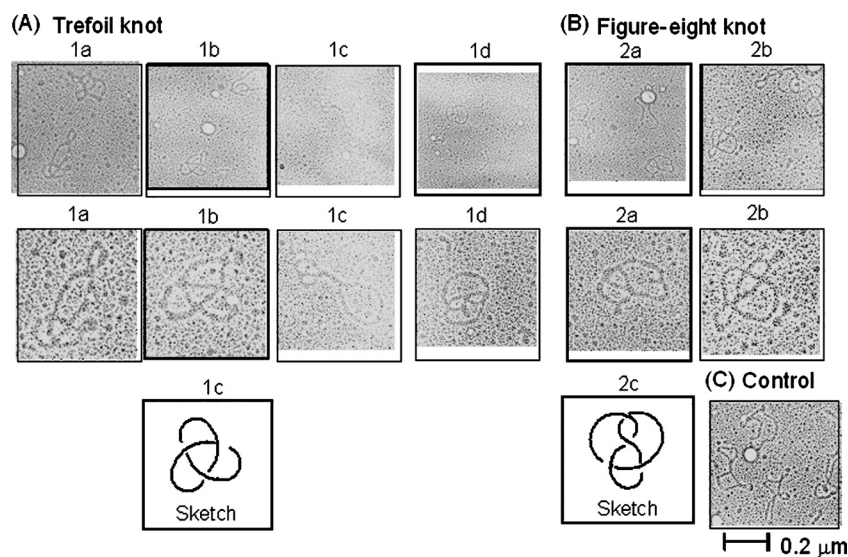 (A) Trefoil knot
(B) Figure-eight knot
1a 1b 1c 1d 2a 2b
1a 1b 1c 1d 2a 2b
1c 2c (C) Control
Sketch Sketch
0.2 μm